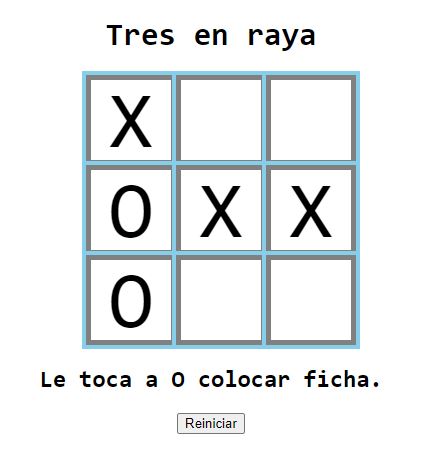 Tres en raya
X
O X X
O
Le toca a O colocar ficha.
Reiniciar